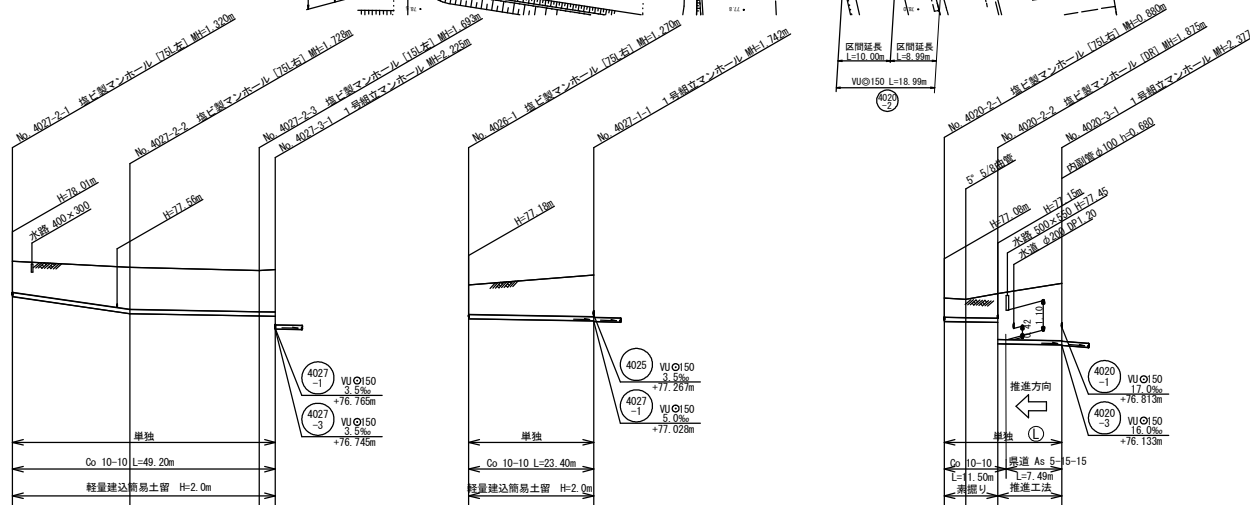 No. 4027-2-1 塩ビ製マンホール [75L左] MH=1.320m
No. 4027-2-2 塩ビ製マンホール [75L右] MH=1.728m
No. 4027-2-3 塩ビ製マンホール [15L左] MH=1.693m
No. 4027-3-1 1号組立マンホール MH=2.225m
H=78.01m
水路 400×300
H=77.56m
4027
-1
VU⊙150
3.5‰
+76.765m
4027
-3
VU⊙150
3.5‰
+76.745m
単独
Co 10-10 L=49.20m
軽量建込簡易土留 H=2.0m
No. 4026-1 塩ビ製マンホール [75L右] MH=1.270m
No. 4027-1-1 1号組立マンホール MH=1.742m
H=77.18m
4025
VU⊙150
3.5‰
+77.267m
4027
-1
VU⊙150
5.0‰
+77.028m
単独
Co 10-10 L=23.40m
軽量建込簡易土留 H=2.0m
区間延長
L=10.00m
区間延長
L=8.99m
VU◎150 L=18.99m
4020
-2
No. 4020-2-1 塩ビ製マンホール [75L右] MH=0.880m
No. 4020-2-2 塩ビ製マンホール [DR] MH=1.875m
No. 4020-3-1 1号組立マンホール MH=2.377
内副管φ100 h=0.680
5° 5/8曲管
H=77.08m
H=77.15m
水路 500×550 H=77.45
水道 φ200 DP1.20
1.10
推進方向
L
4020
-1
VU⊙150
17.0‰
+76.813m
4020
-3
VU⊙150
16.0‰
+76.133m
単独
Co 10-10
県道 As 5-15-15
L=11.50m
L=7.49m
素掘り
推進工法